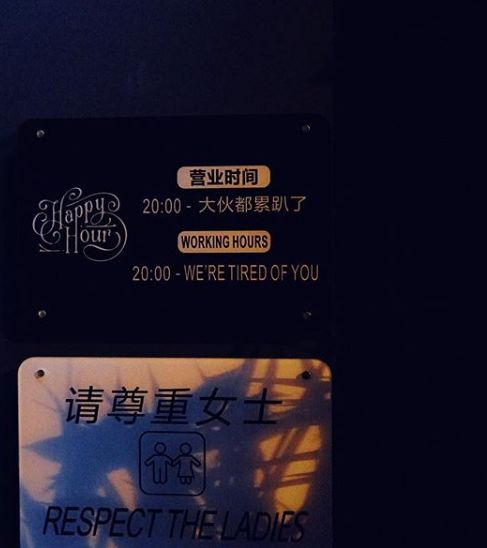 Happy
Hour
营业时间
20:00 - 大伙都累趴了
WORKING HOURS
20:00 - WE'RE TIRED OF YOU
请尊重女士
RESPECT THE LADIES